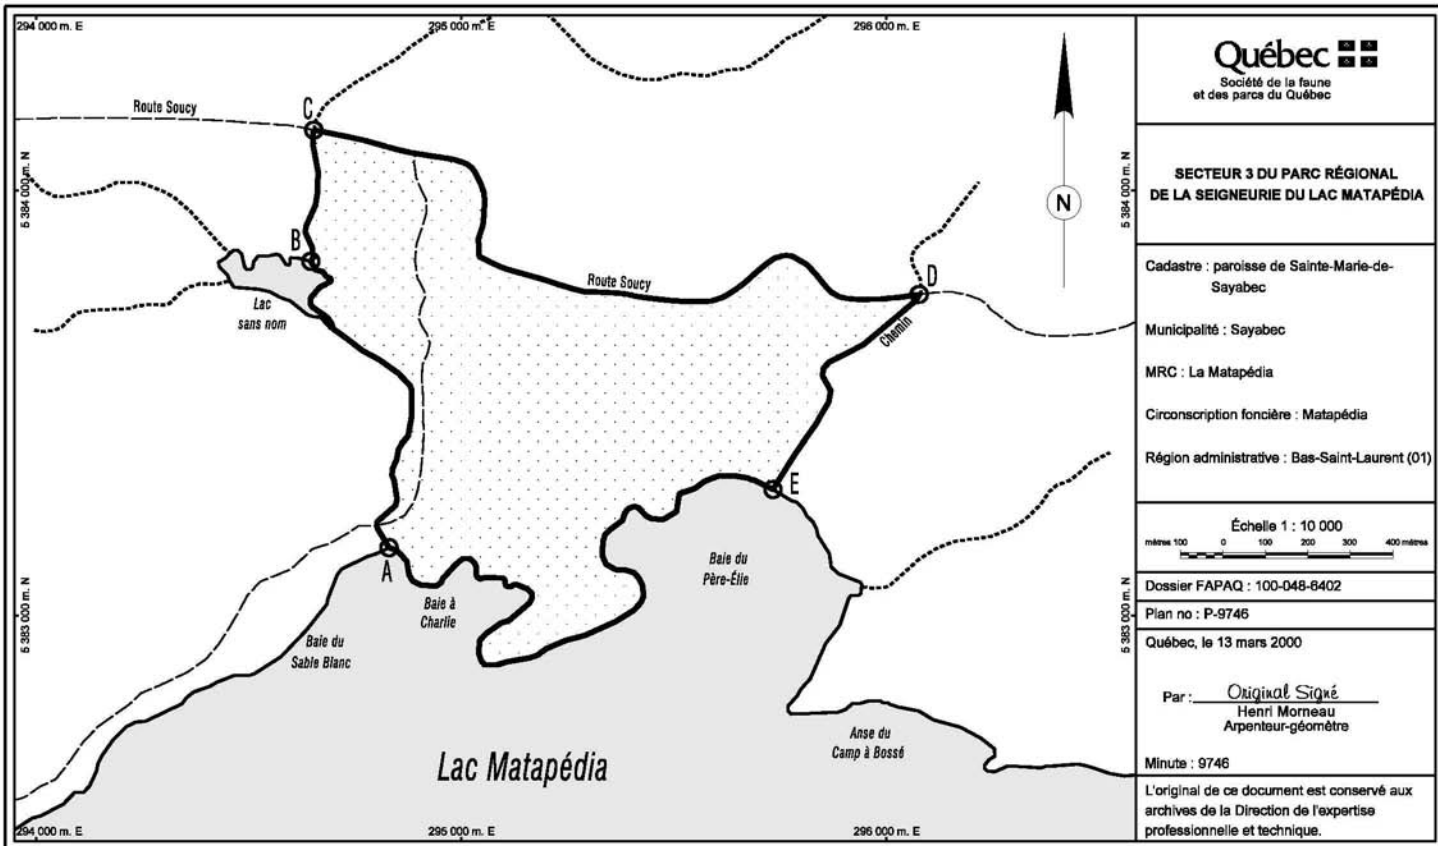 294 000 m. E
295 000 m. E
296 000 m. E
Route Soucy
C
5 384 000 m. N
5 384 000 m. N
N
B
Lac
sans nom
Route Soucy
D
Chemin
E
A
Baie à
Charlie
Baie du
Père-Élie
Baie du
Sable Blanc
5 383 000 m. N
5 383 000 m. N
Anse du
Camp à Bossé
Lac Matapédia
294 000 m. E
295 000 m. E
296 000 m. E
Québec
Société de la faune
et des parcs du Québec
SECTEUR 3 DU PARC RÉGIONAL
DE LA SEIGNEURIE DU LAC MATAPÉDIA
Cadastre : paroisse de Sainte-Marie-de-
Sayabec
Municipalité : Sayabec
MRC : La Matapédia
Circonscription foncière : Matapédia
Région administrative : Bas-Saint-Laurent (01)
Échelle 1 : 10 000
mètres 100 0 100 200 300 400 mètres
Dossier FAPAQ : 100-048-6402
Plan no : P-9746
Québec, le 13 mars 2000
Par : Original Signé
Henri Morneau
Arpenteur-géomètre
Minute : 9746
L'original de ce document est conservé aux
archives de la Direction de l'expertise
professionnelle et technique.